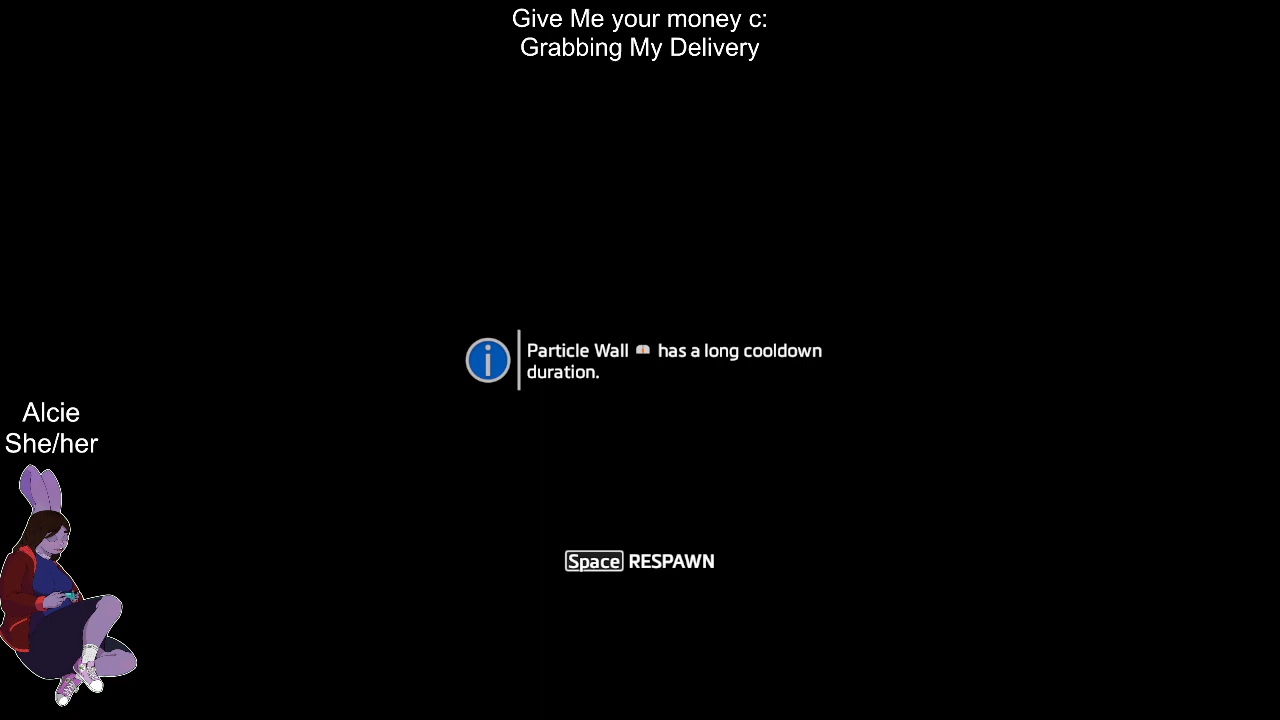 Give Me your money c:
Grabbing My Delivery
Particle Wall has a long cooldown
duration.
Alcie
She/her
Space RESPAWN